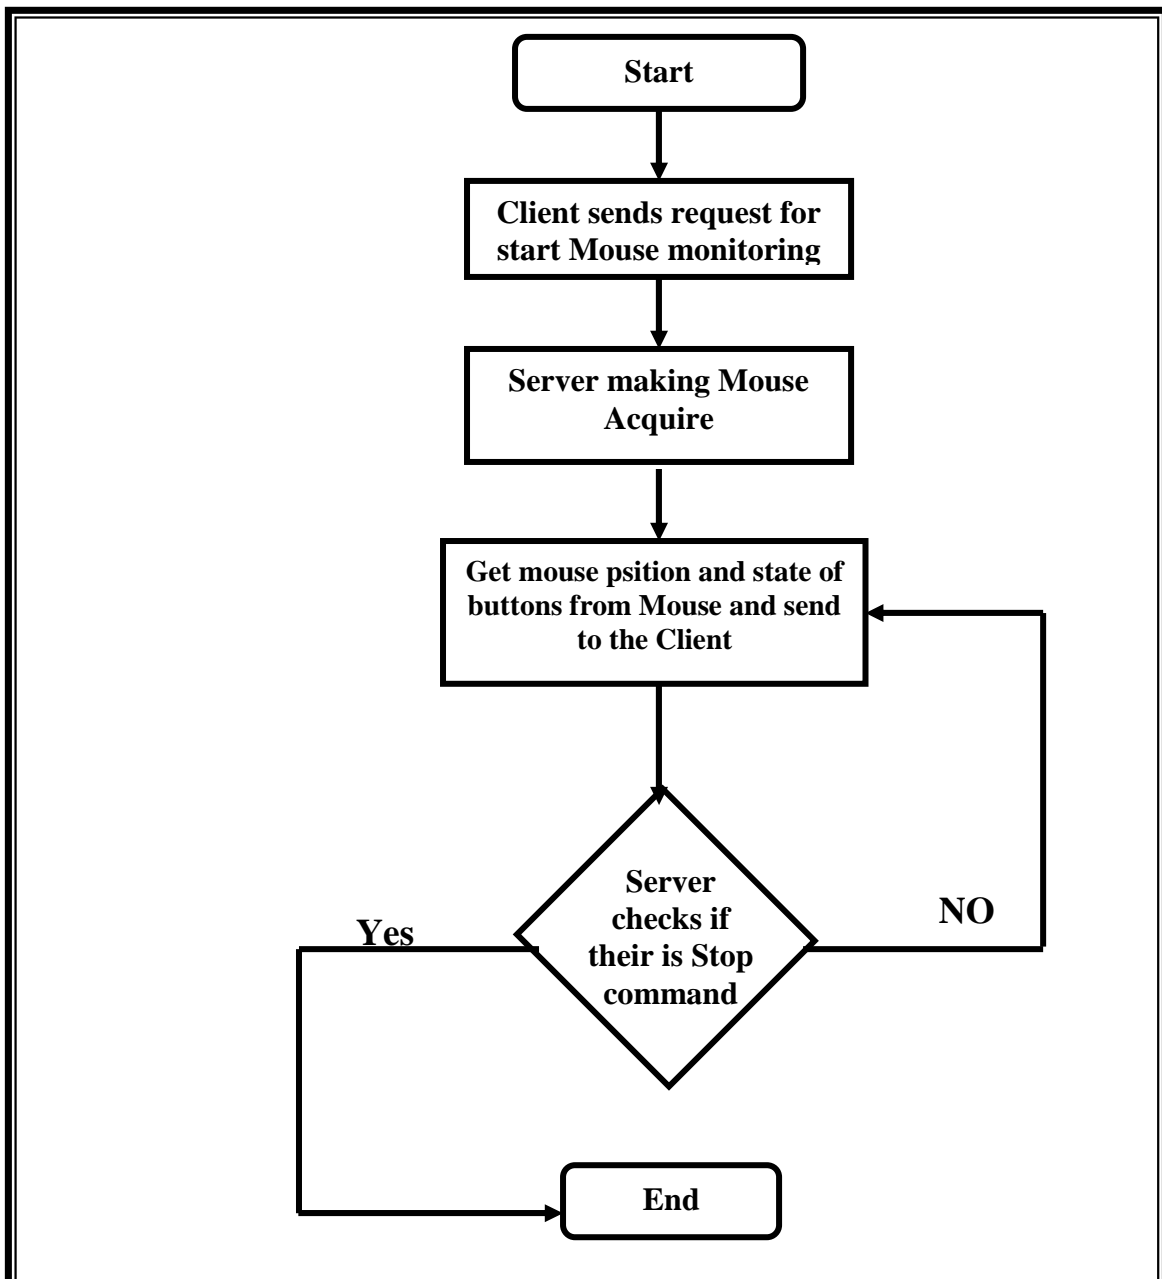 Start
Client sends request for
start Mouse monitoring
Server making Mouse
Acquire
Get mouse psition and state of
buttons from Mouse and send
to the Client
Server
checks if
their is Stop
command
Yes
NO
End